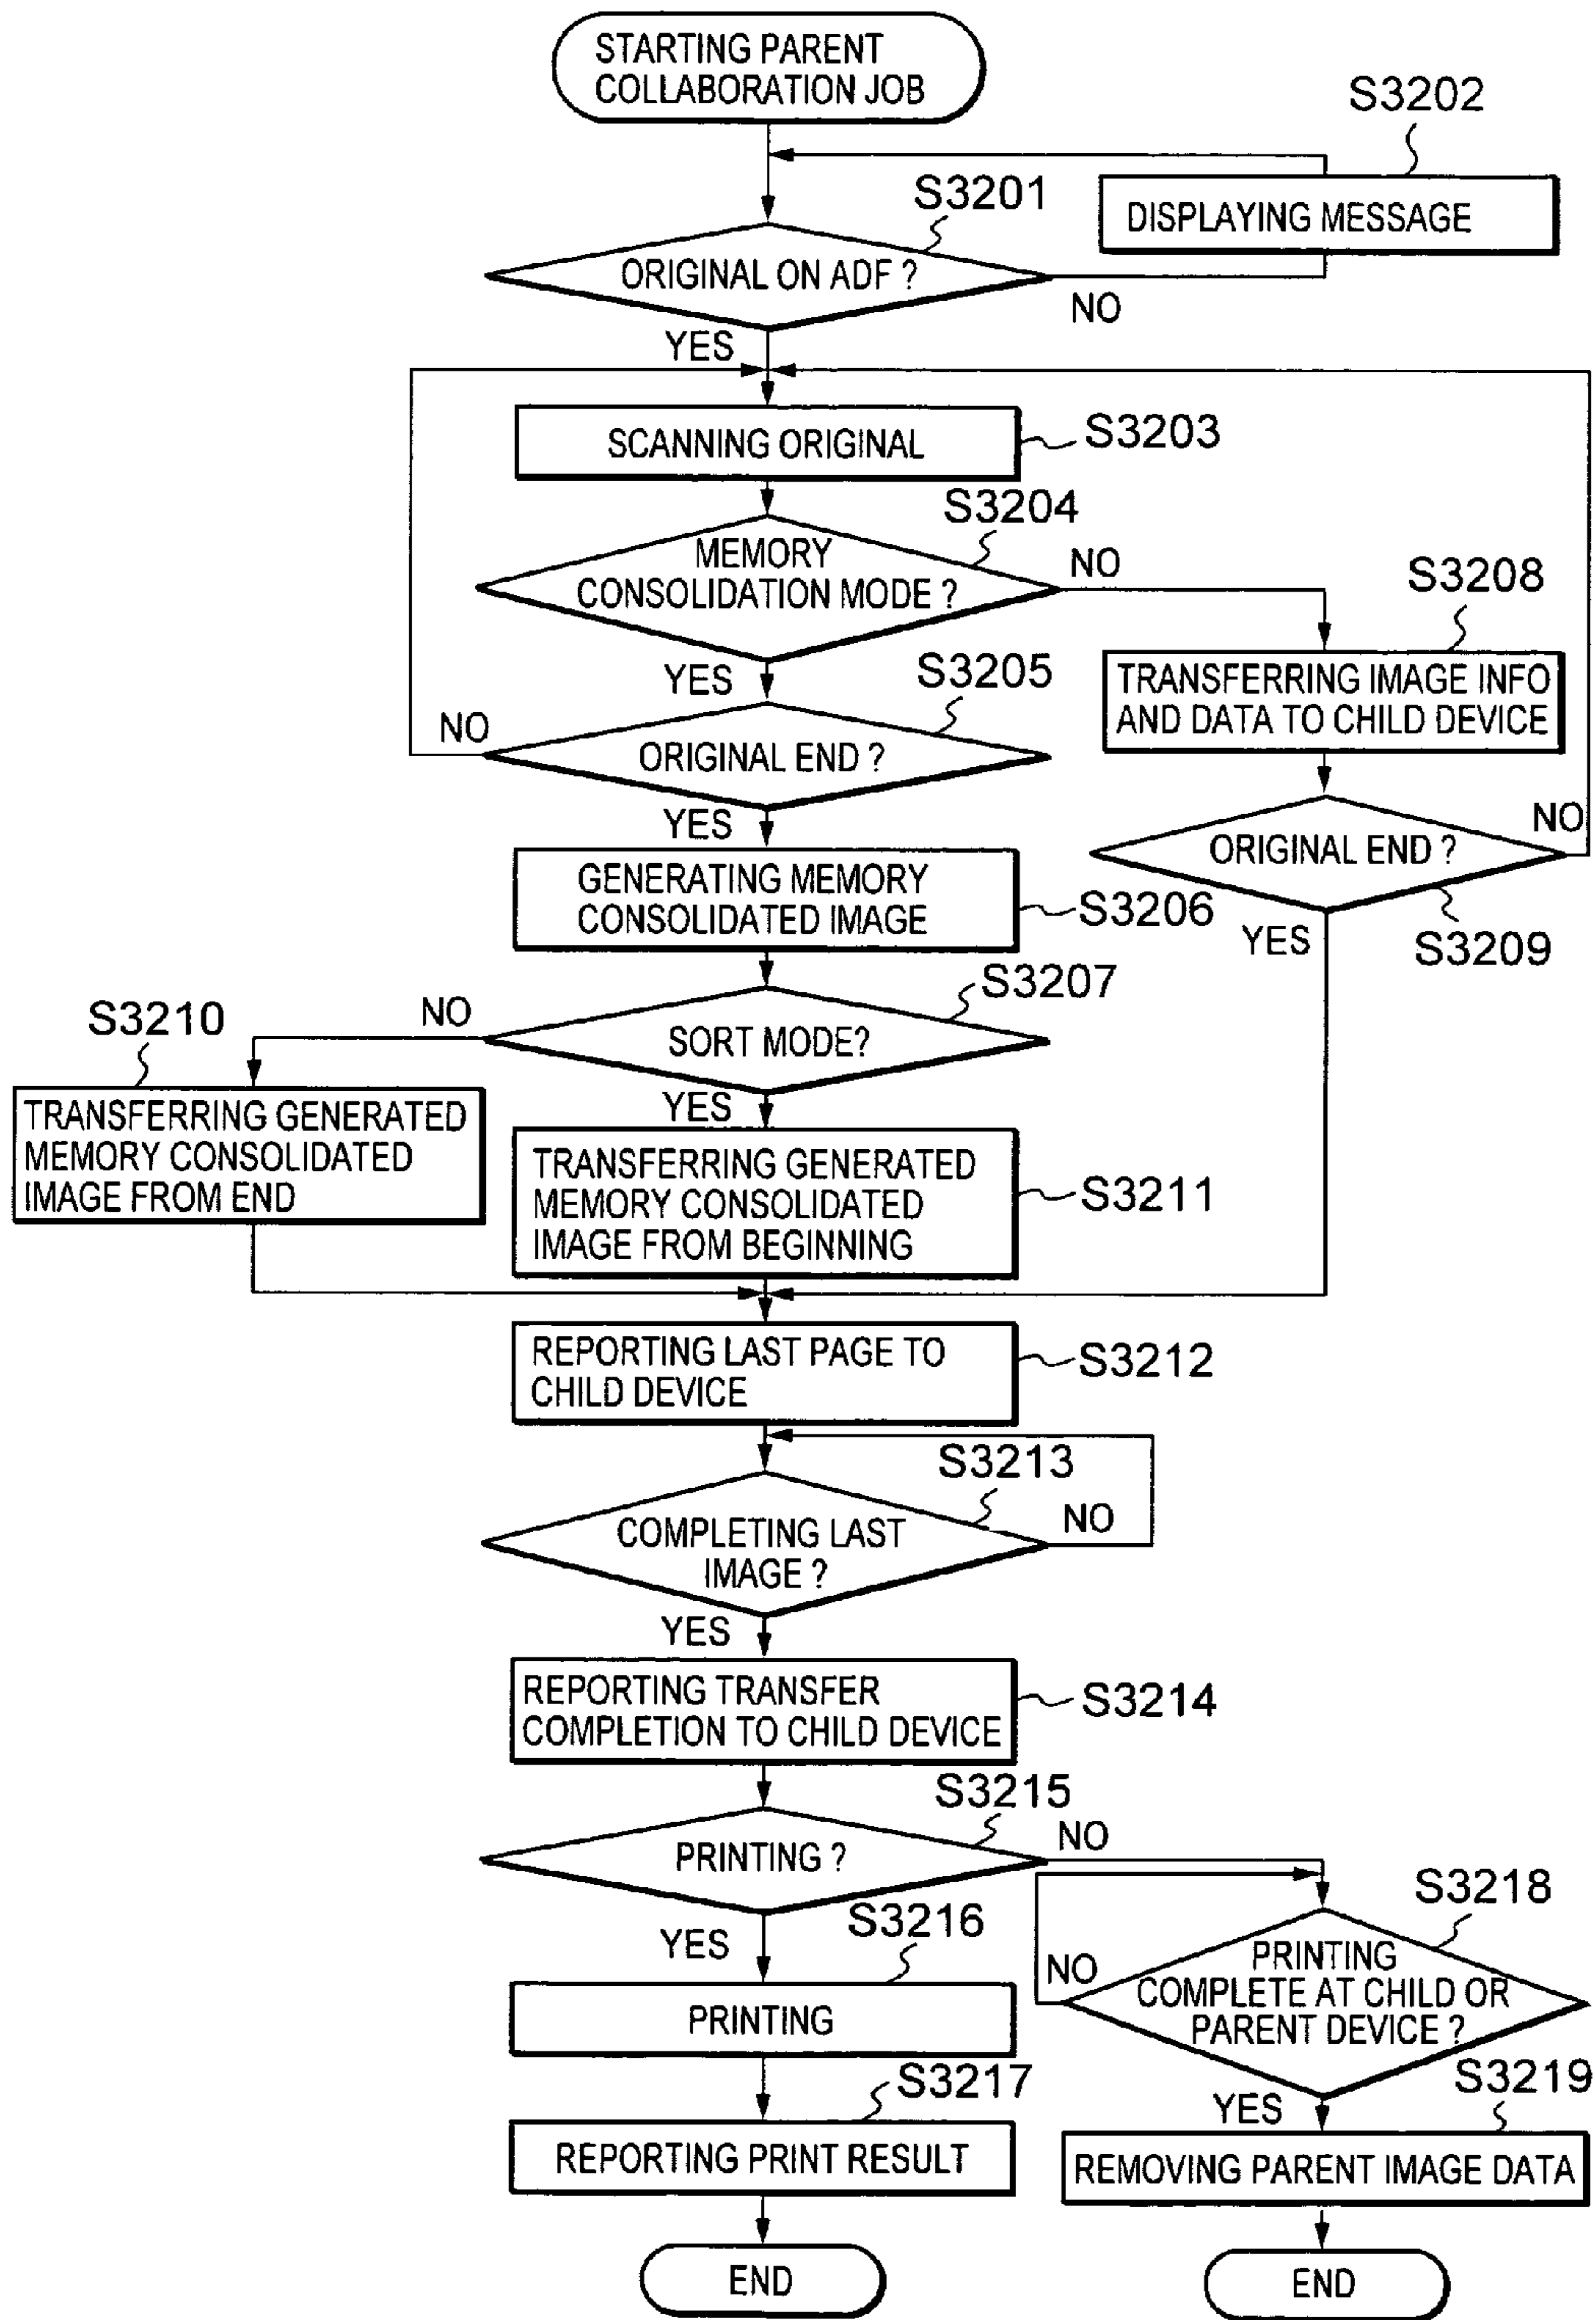 STARTING PARENT
COLLABORATION JOB
S3202
DISPLAYING MESSAGE
S3201
ORIGINAL ON ADF ?
NO
YES
SCANNING ORIGINAL
S3203
S3204
MEMORY
CONSOLIDATION MODE ?
NO
S3208
TRANSFERRING IMAGE INFO
AND DATA TO CHILD DEVICE
YES
S3205
NO
ORIGINAL END ?
YES
NO
ORIGINAL END ?
S3209
YES
GENERATING MEMORY
CONSOLIDATED IMAGE
S3206
S3207
NO
SORT MODE?
S3210
TRANSFERRING GENERATED
MEMORY CONSOLIDATED
IMAGE FROM END
YES
TRANSFERRING GENERATED
MEMORY CONSOLIDATED
IMAGE FROM BEGINNING
S3211
REPORTING LAST PAGE TO
CHILD DEVICE
S3212
S3213
COMPLETING LAST
IMAGE ?
NO
YES
REPORTING TRANSFER
COMPLETION TO CHILD DEVICE
S3214
S3215
PRINTING ?
NO
YES
S3216
PRINTING
S3217
REPORTING PRINT RESULT
END
S3218
NO
PRINTING
COMPLETE AT CHILD OR
PARENT DEVICE ?
YES
S3219
REMOVING PARENT IMAGE DATA
END